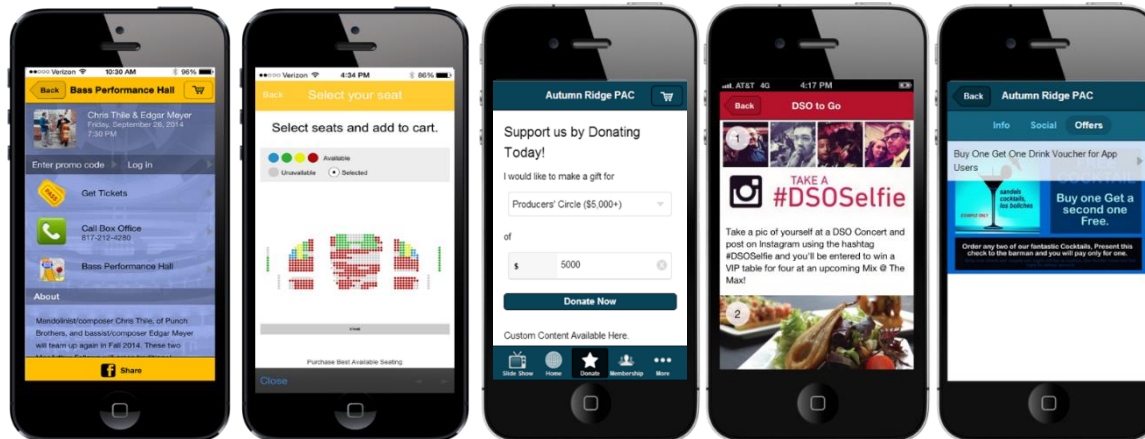 ●●○○○ Verizon 10:30 AM 96%
Back Bass Performance Hall
Chris Thile & Edgar Meyer
Friday, September 26, 2014
7:30 PM
Enter promo code Log In
PASS
Get Tickets
Call Box Office
817-212-4280
Bass Performance Hall
About
Mandolinist/composer Chris Thile, of Punch
Brothers, and bassist/composer Edgar Meyer
will team up again in Fall 2014. These two
Share
●●○○○ Verizon 4:34 PM 86%
Back Select your seat
Select seats and add to cart.
Available
Unavailable Selected
Purchase Best Available Seating
Close
Autumn Ridge PAC
Support us by Donating
Today!
I would like to make a gift for
Producers' Circle ($5,000+)
of
$ 5000
Donate Now
Custom Content Available Here.
Slide Show Home Donate Membership More
AT&T 4G 4:17 PM
Back DSO to Go
1
TAKE A
#DSOSelfie
Take a pic of yourself at a DSO Concert and
post on Instagram using the hashtag
#DSOSelfie and you'll be entered to win a
VIP table for four at an upcoming Mix @ The
Max!
2
Back Autumn Ridge PAC
Info Social Offers
Buy One Get One Drink Voucher for App
Users
COCKTAIL
sandels
cocktails,
los boliches
Buy one Get a
second one
Free.
Order any two of our fantastic Cocktails, Present this
check to the barman and you will pay only for one.